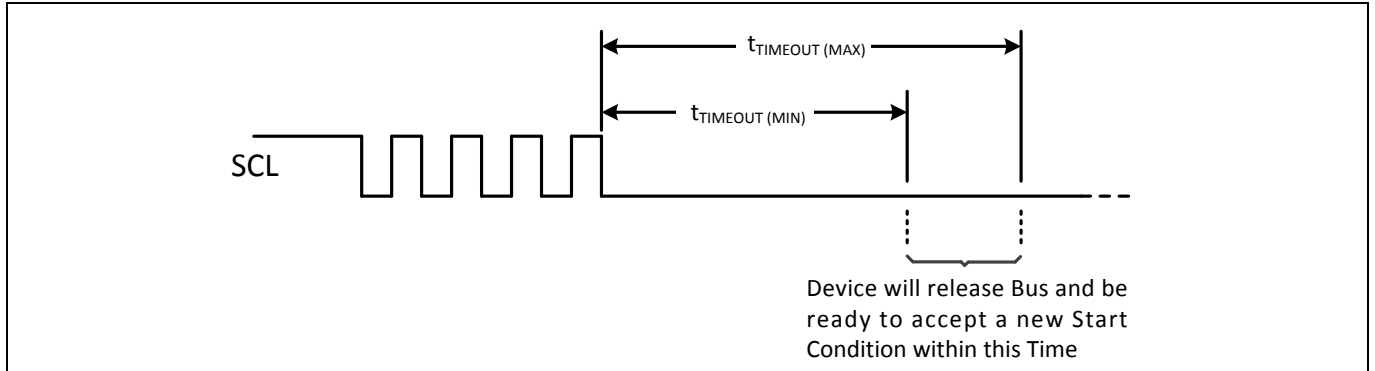 tTIMEOUT (MAX)
tTIMEOUT (MIN)
SCL
Device will release Bus and be
ready to accept a new Start
Condition within this Time